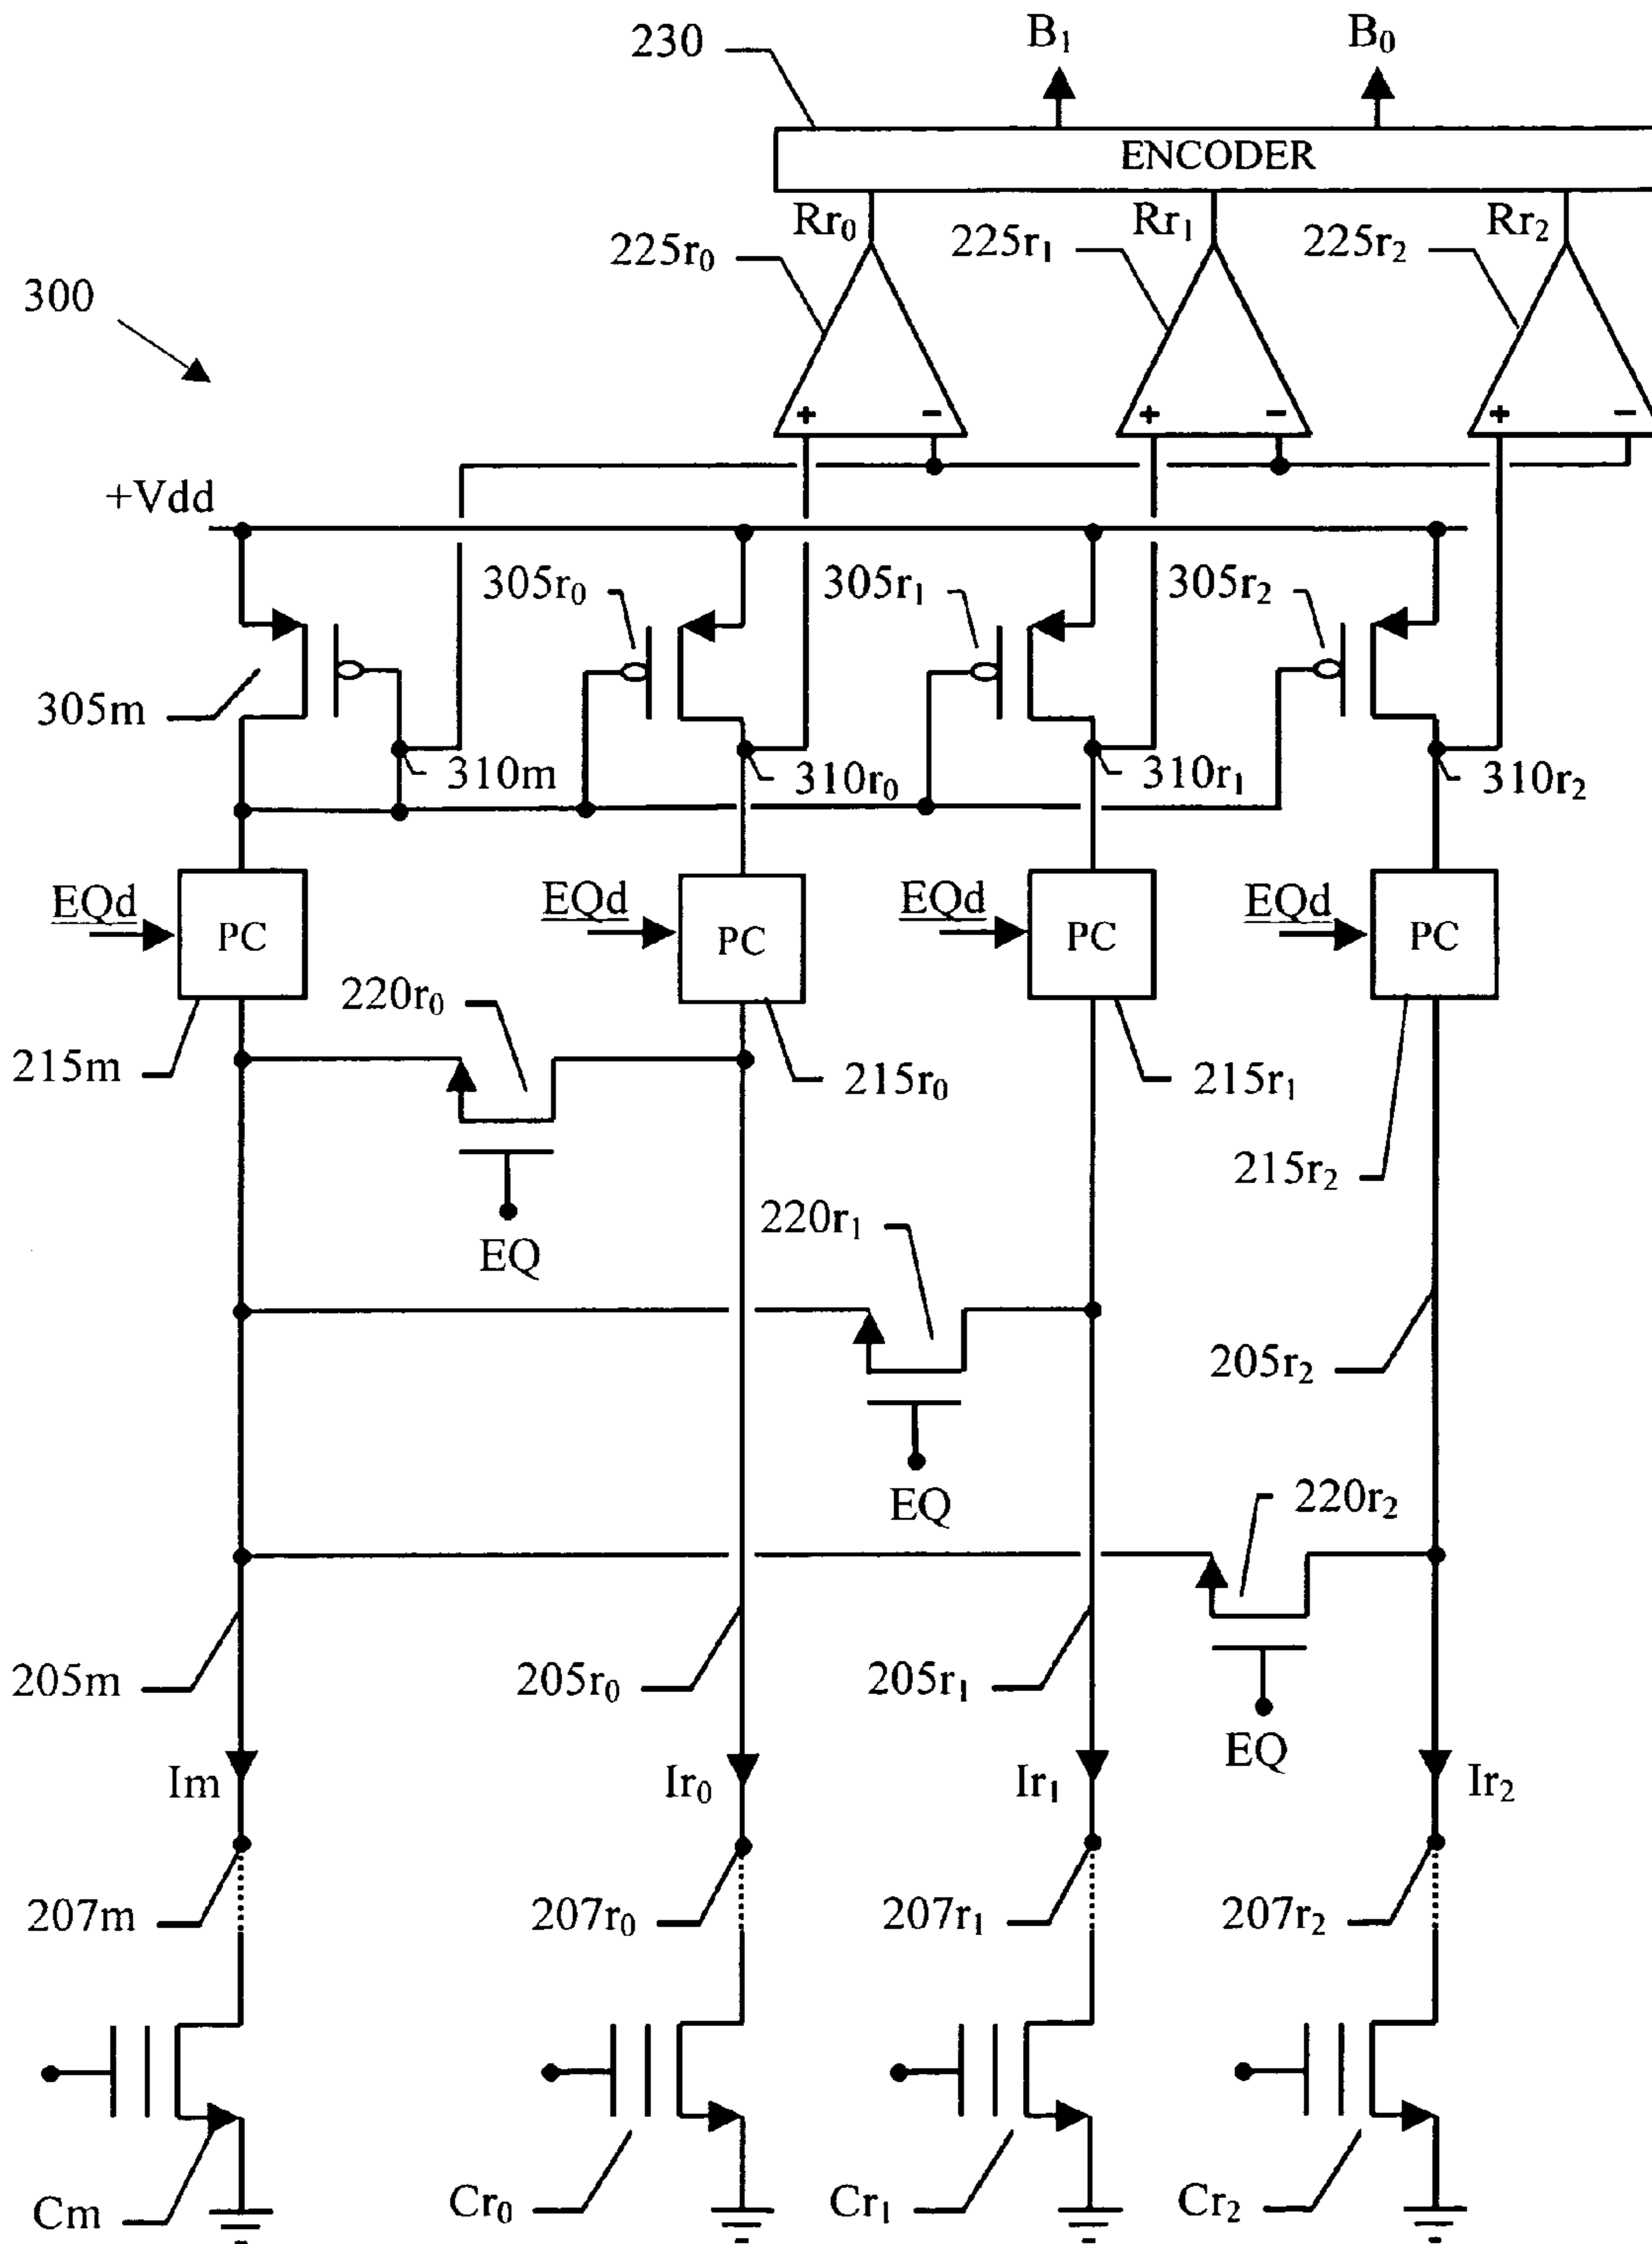 230 B₁ B₀
ENCODER
Rr₀ Rr₁ Rr₂
225r₀ 225r₁ 225r₂
300
+ - + - + -
+Vdd
305r₀ 305r₁ 305r₂
305m
310m 310r₀ 310r₁ 310r₂
EQd EQd EQd EQd
PC PC PC PC
220r₀
215m 215r₀ 215r₁
215r₂
220r₁
EQ
205r₂
220r₂
EQ
205m 205r₀ 205r₁
EQ
Im Ir₀ Ir₁ Ir₂
207m 207r₀ 207r₁ 207r₂
Cm Cr₀ Cr₁ Cr₂